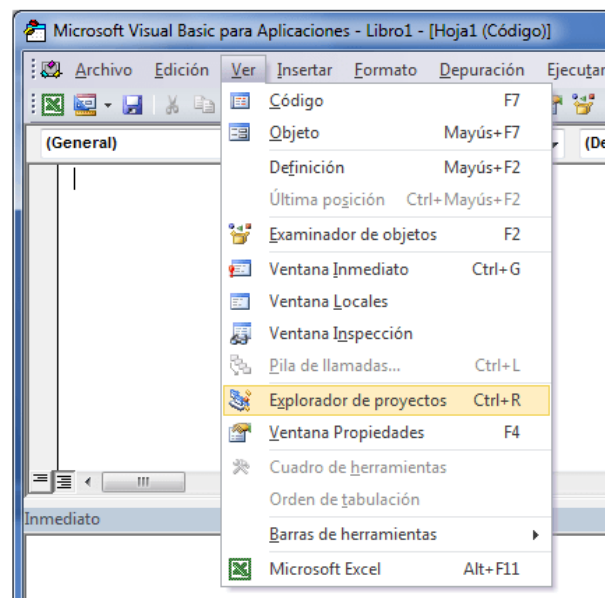 Microsoft Visual Basic para Aplicaciones - Libro1 - [Hoja1 (Código)]
Archivo Edición Ver Insertar Formato Depuración Ejecutar
(General)
Código F7
Objeto Mayús+F7
Definición Mayús+F2
Última posición Ctrl+Mayús+F2
Examinador de objetos F2
Ventana Inmediato Ctrl+G
Ventana Locales
Ventana Inspección
Pila de llamadas... Ctrl+L
Explorador de proyectos Ctrl+R
Ventana Propiedades F4
Cuadro de herramientas
Orden de tabulación
Inmediato
Barras de herramientas
Microsoft Excel Alt+F11